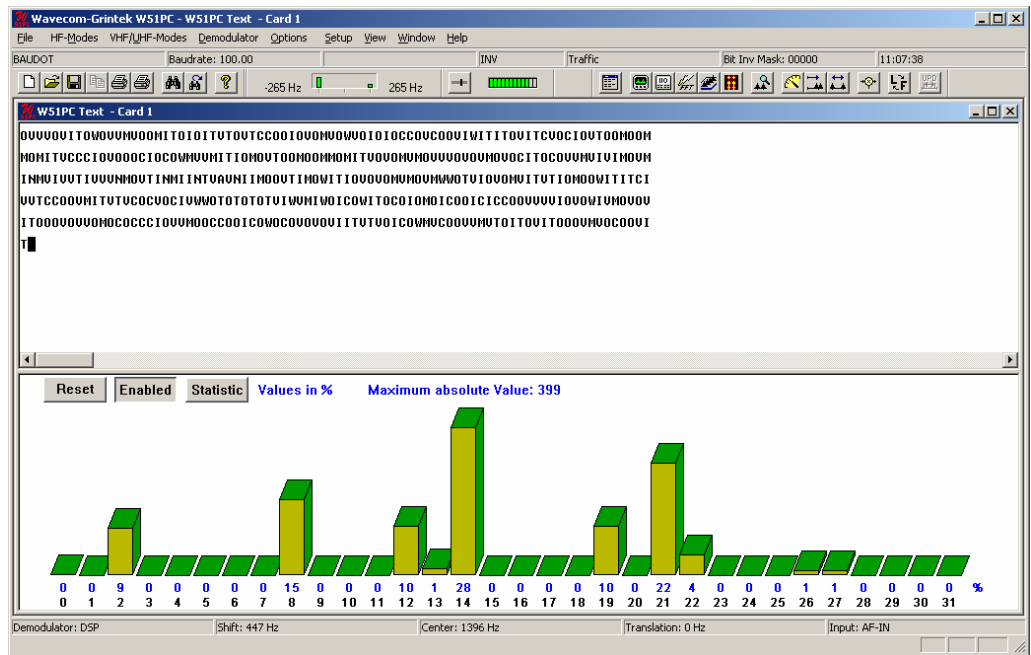 Wavecom-Grintek W51PC - W51PC Text - Card 1
File HF-Modes VHF/UHF-Modes Demodulator Options Setup View Window Help
BAUDOT Baudrate: 100.00 INV Traffic Bit Inv Mask: 00000 11:07:38
-265 Hz 265 Hz
W51PC Text - Card 1
OVVVOVITOWOVVMVOOMITOIOITVTOVTCCOOIOVOMVOWVOIOIOCCOVCOOVIWITITOVITCVOCIOVTOOMOOM
MOMITVCCCIOVOOOCIOCOWMVVMITIOMOVTOOMOOMMOMITVOVOMVMOVVVOVOVMOVOCITOCOVVMVIVIMOVM
INMVIVVTIVVVNMOVTINMIINTVAVNIIMOOVTIMOWITIOVOVOMVMOVMWWOTVIOVOMVITVTIOMOOWITITCI
VVTCCOOVMITVTVCOCVOCIVWWOTOTOTOTVIWVMIWOICOWITOCOIOMOICOOICICCOOVVVVIOVOWIVMOVOV
ITOOOVOVVOMOCOCCCIOVVMOOCCOOICOWOCOVOVOVIITVTVOICOWMVCOOVVMVTOITOVITOOOVMVOCOOVI
T
Reset Enabled Statistic Values in % Maximum absolute Value: 399
0 0 9 0 0 0 0 0 15 0 0 0 10 1 28 0 0 0 0 10 0 22 4 0 0 0 1 1 0 0 0 0 %
0 1 2 3 4 5 6 7 8 9 10 11 12 13 14 15 16 17 18 19 20 21 22 23 24 25 26 27 28 29 30 31
Demodulator: DSP Shift: 447 Hz Center: 1396 Hz Translation: 0 Hz Input: AF-IN